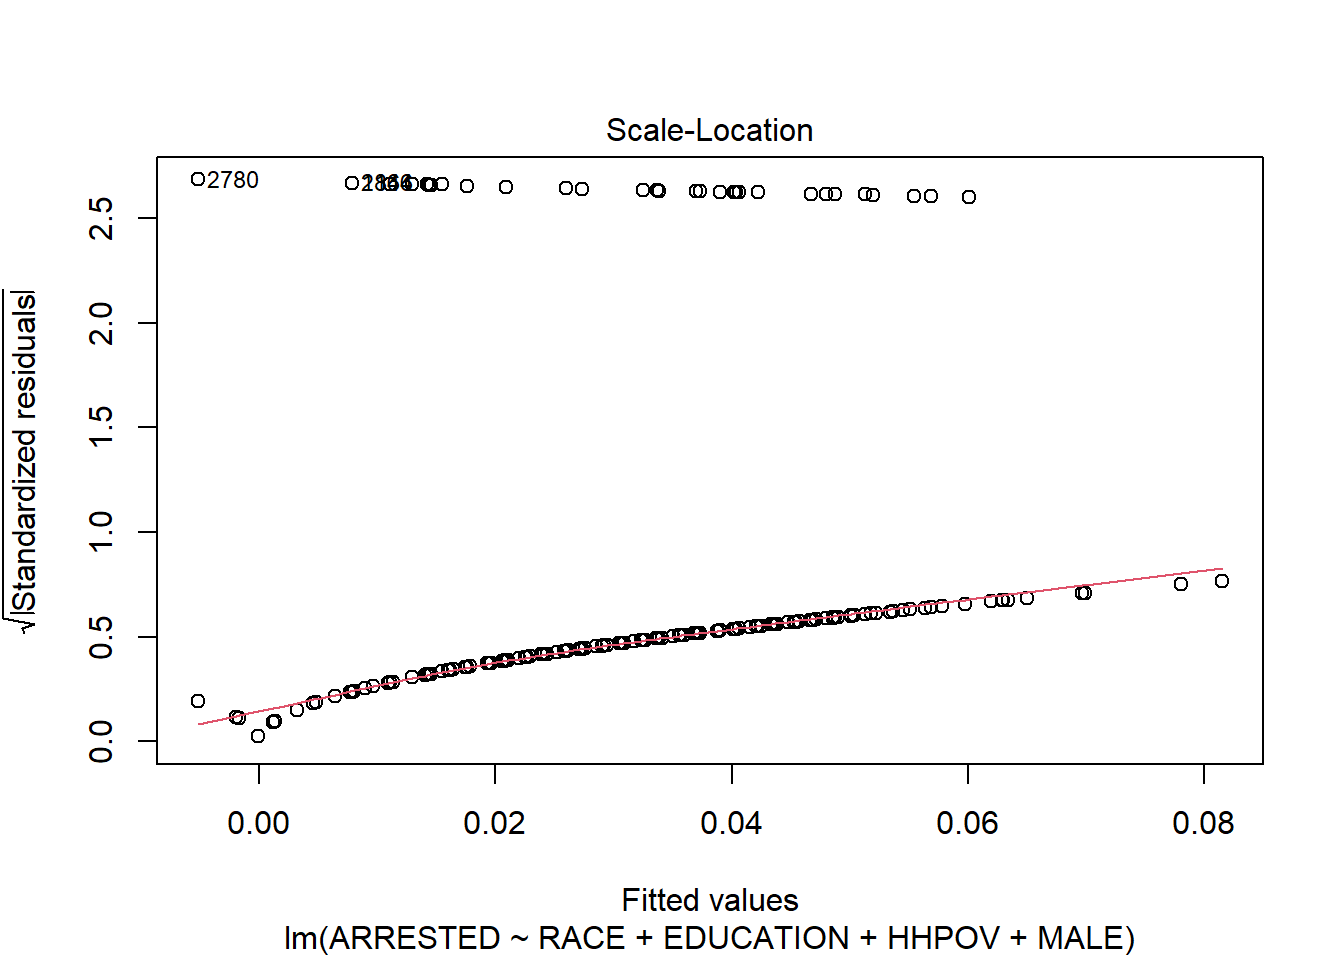 Scale-Location
2780
2.5
2.0
1.5
1.0
0.5
0.0
√|Standardized residuals|
0.00 0.02 0.04 0.06 0.08
Fitted values
lm(ARRESTED ~ RACE + EDUCATION + HHPOV + MALE)